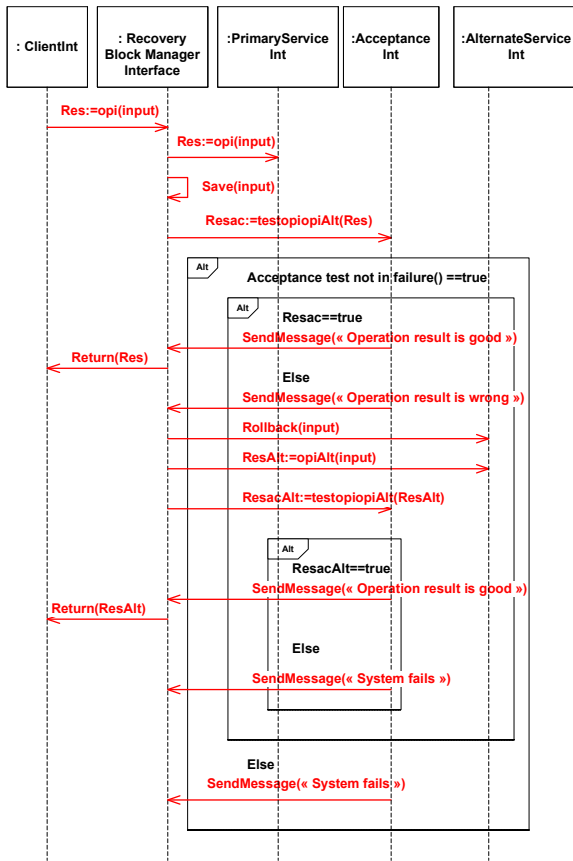 : ClientInt
: Recovery
Block Manager
Interface
:PrimaryService
Int
:Acceptance
Int
:AlternateService
Int
Res:=opi(input)
Res:=opi(input)
Save(input)
Resac:=testopiopiAlt(Res)
Alt
Acceptance test not in failure() ==true
Alt
Resac==true
SendMessage(« Operation result is good »)
Return(Res)
Else
SendMessage(« Operation result is wrong »)
Rollback(input)
ResAlt:=opiAlt(input)
ResacAlt:=testopiopiAlt(ResAlt)
Alt
ResacAlt==true
SendMessage(« Operation result is good »)
Return(ResAlt)
Else
SendMessage(« System fails »)
Else
SendMessage(« System fails »)